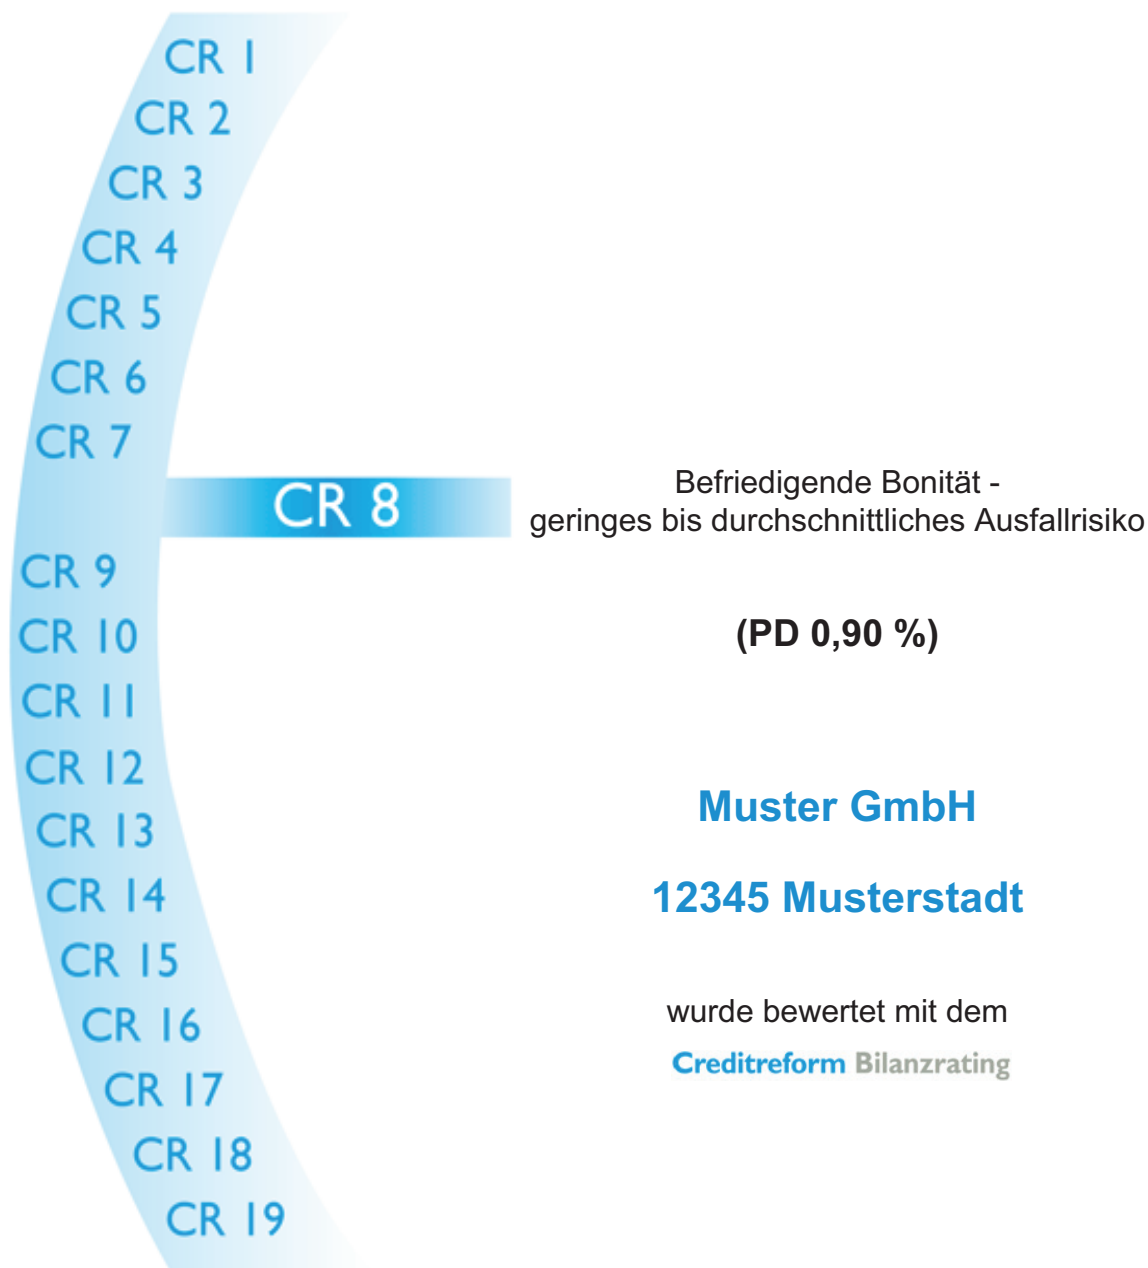 CR 1
CR 2
CR 3
CR 4
CR 5
CR 6
CR 7
CR 8
Befriedigende Bonität -
geringes bis durchschnittliches Ausfallrisiko
CR 9
CR 10
(PD 0,90 %)
CR 11
CR 12
CR 13
Muster GmbH
CR 14
12345 Musterstadt
CR 15
CR 16
wurde bewertet mit dem
Creditreform Bilanzrating
CR 17
CR 18
CR 19